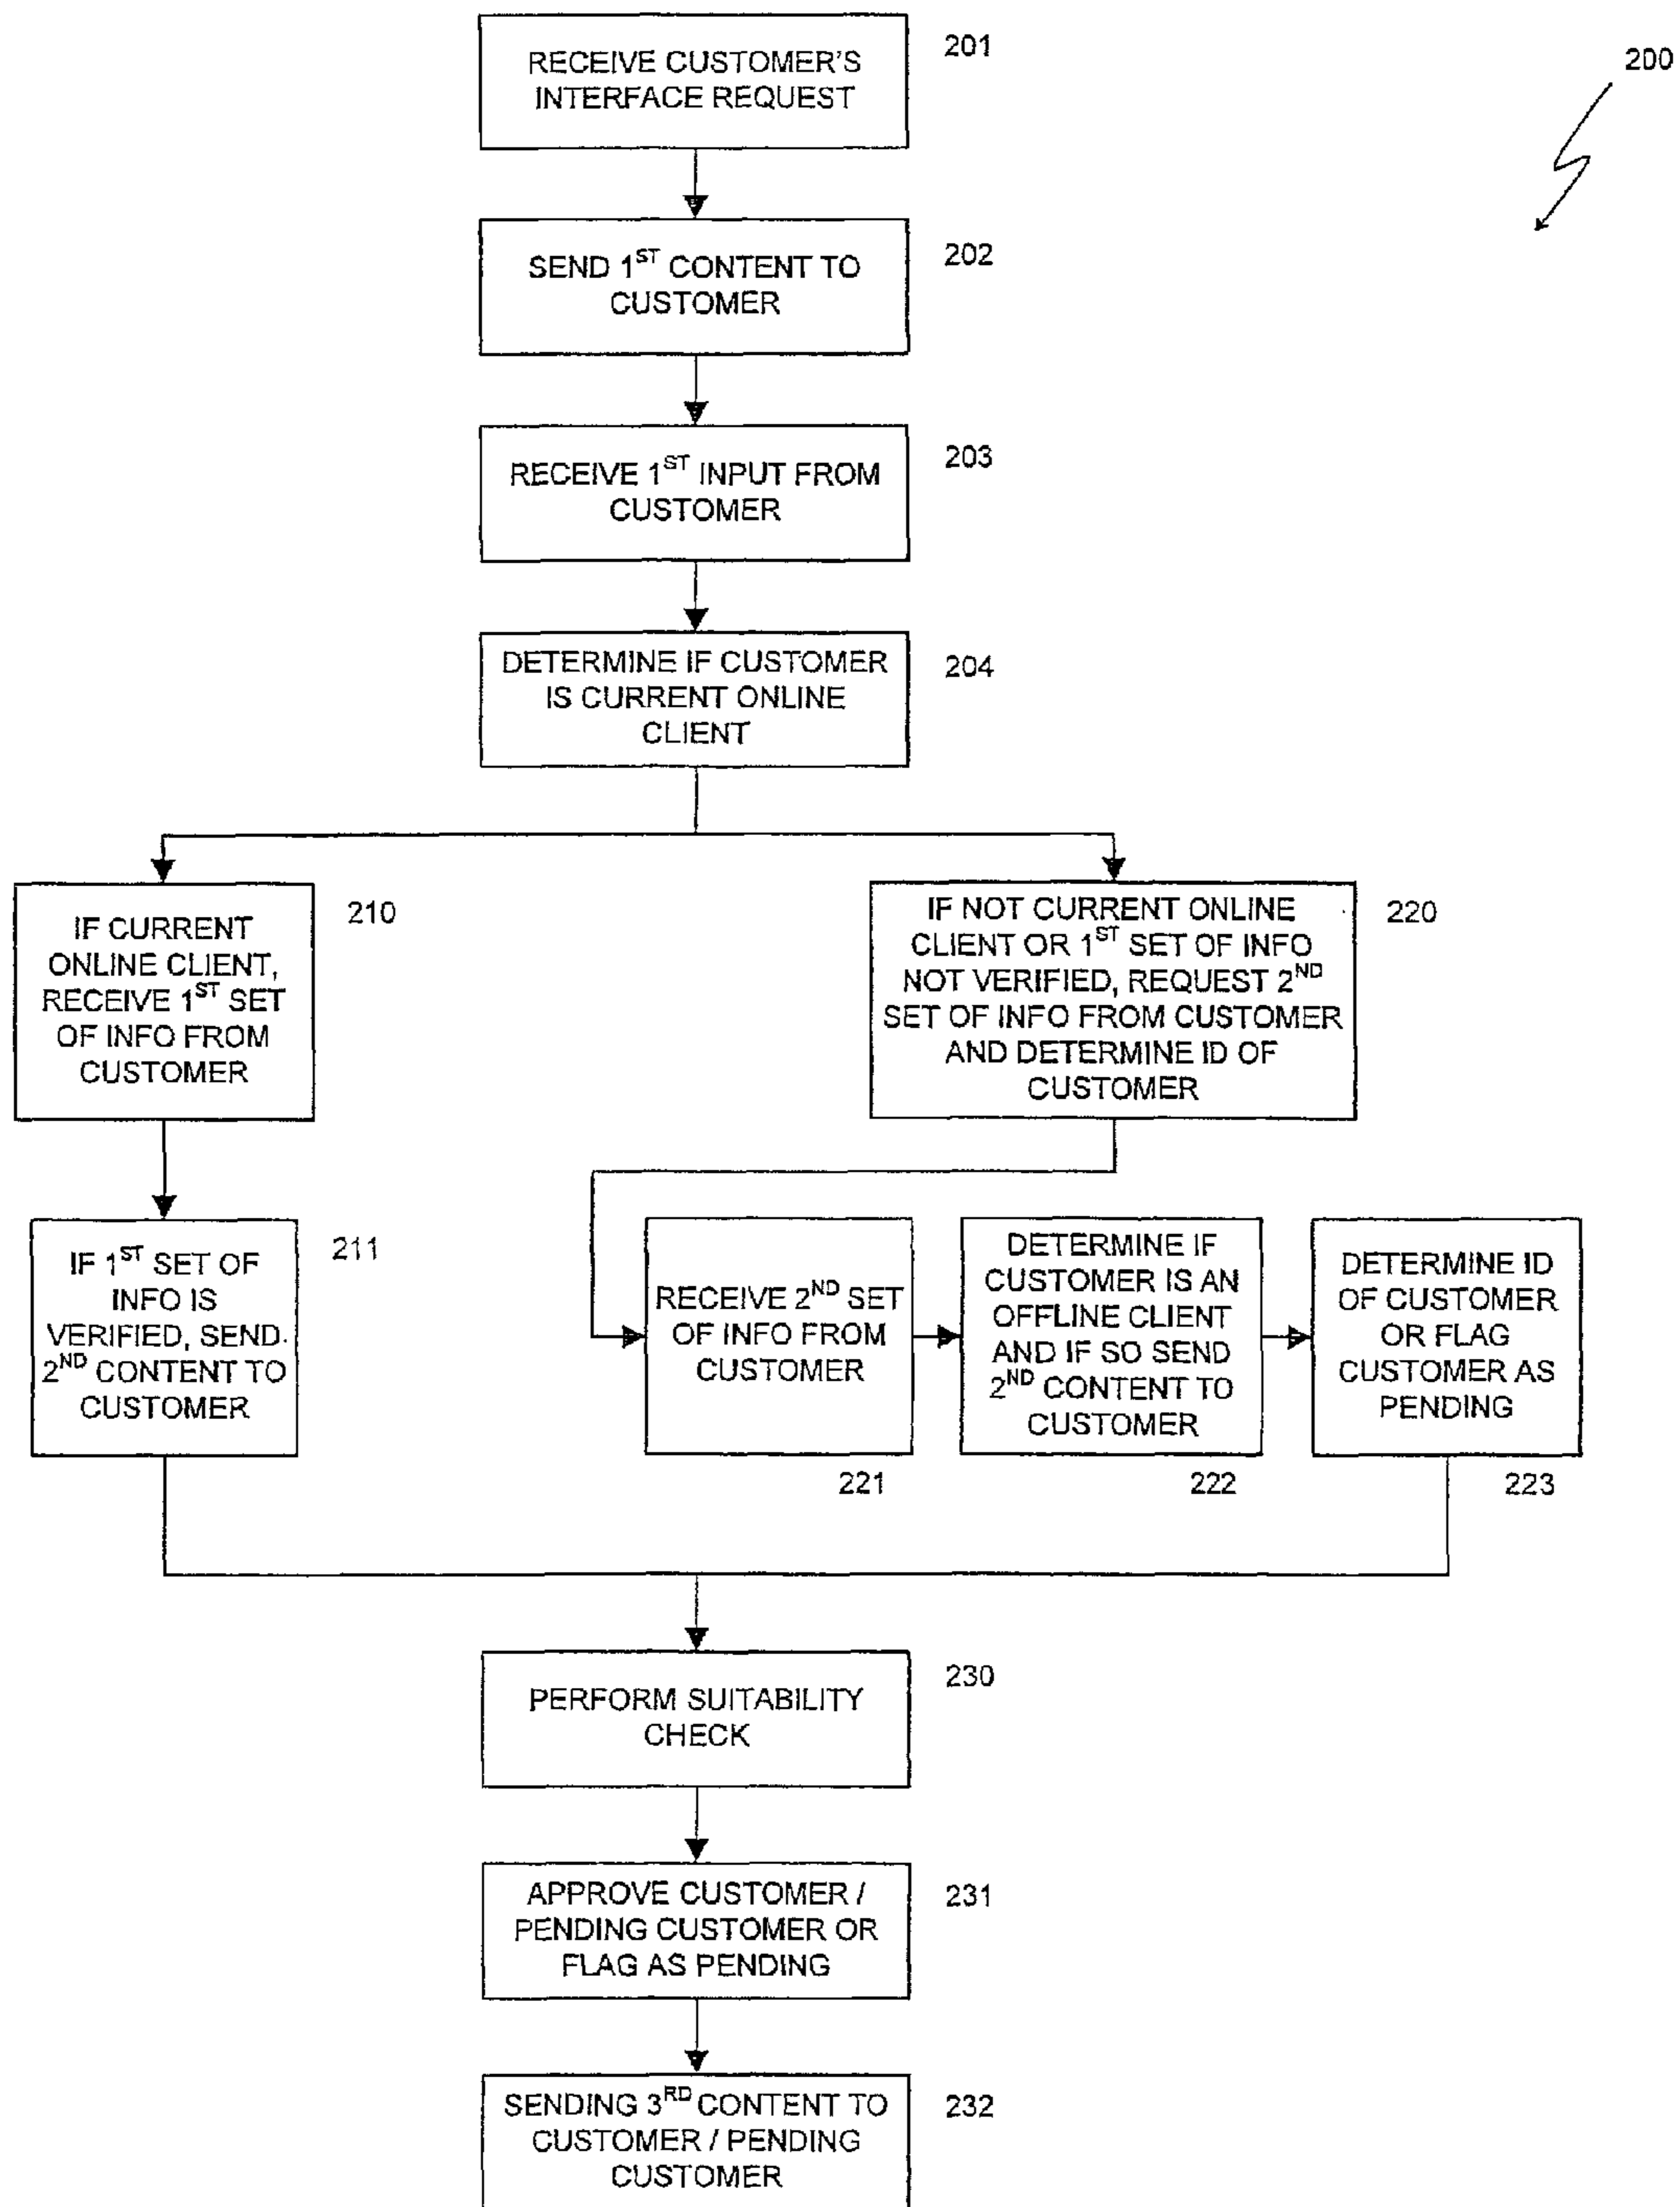 200
RECEIVE CUSTOMER'S
INTERFACE REQUEST
201
SEND 1ST CONTENT TO
CUSTOMER
202
RECEIVE 1ST INPUT FROM
CUSTOMER
203
DETERMINE IF CUSTOMER
IS CURRENT ONLINE
CLIENT
204
IF CURRENT
ONLINE CLIENT,
RECEIVE 1ST SET
OF INFO FROM
CUSTOMER
210
IF NOT CURRENT ONLINE
CLIENT OR 1ST SET OF INFO
NOT VERIFIED, REQUEST 2ND
SET OF INFO FROM CUSTOMER
AND DETERMINE ID OF
CUSTOMER
220
IF 1ST SET OF
INFO IS
VERIFIED, SEND
2ND CONTENT TO
CUSTOMER
211
RECEIVE 2ND SET
OF INFO FROM
CUSTOMER
221
DETERMINE IF
CUSTOMER IS AN
OFFLINE CLIENT
AND IF SO SEND
2ND CONTENT TO
CUSTOMER
222
DETERMINE ID
OF CUSTOMER
OR FLAG
CUSTOMER AS
PENDING
223
PERFORM SUITABILITY
CHECK
230
APPROVE CUSTOMER /
PENDING CUSTOMER OR
FLAG AS PENDING
231
SENDING 3RD CONTENT TO
CUSTOMER / PENDING
CUSTOMER
232